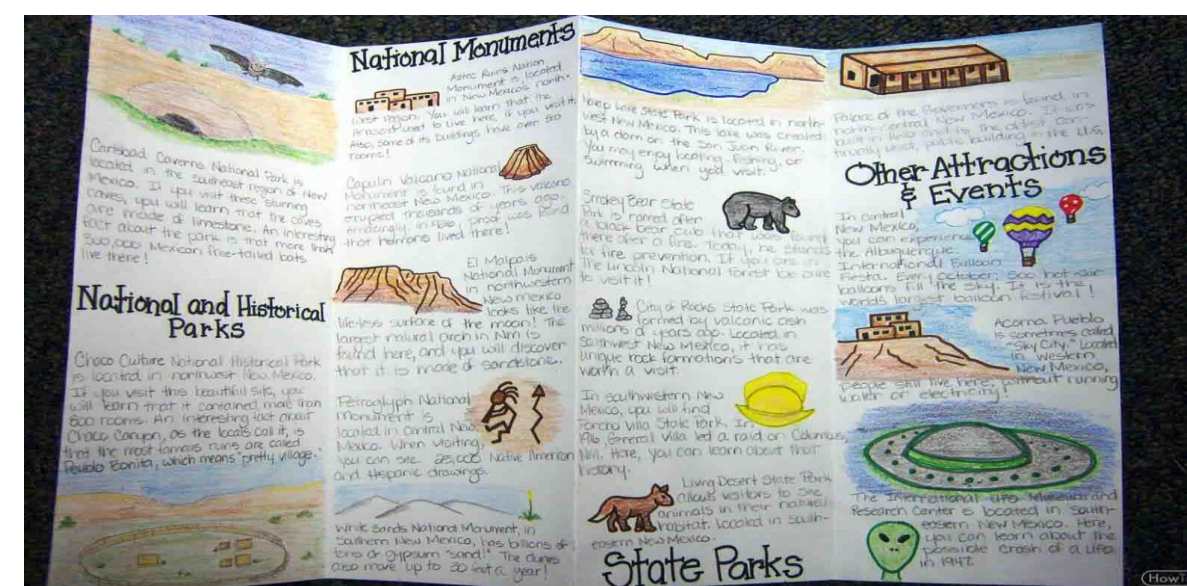 Carlsbad Caverns National Park is
located in the southeast region of New
Mexico. If you visit these stunning
caves, you will learn that the caves
are made of limestone. An interesting
fact about the park is that more than
300,000 Mexican free-tailed bats
live there!
National and Historical
Parks
Choco Culture National Historical Park
is located in northwest New Mexico.
If you visit this beautiful site, you
will learn that it contained more than
600 rooms. An interesting fact about
Choco Canyon, as the locals call it, is
that the most famous ruins are called
Pueblo Bonita, which means "pretty village."
National Monuments
Aztec Ruins Nation
Monument is located
in New Mexico's north-
west region. You will learn that the
Anasazi used to live here, if you visit it.
Also, some of its buildings have over 500
rooms!
Capulin Volcano National
Monument is found in
northeast New Mexico. This volcano
erupted thousands of years ago.
Amazingly, in proof was found
that humans lived there!
El Malpais
National Monument
in northwestern
New Mexico
looks like the
life-less surface of the moon! The
largest natural arch in NM is
found here, and you will discover
that it is made of sandstone.
Petroglyph National
Monument is
located in Central New
Mexico. When visiting,
you can see 25,000 Native American
and Hispanic drawings.
White Sands National Monument, in
Southern New Mexico, has billions of
tons of gypsum "sand!" The dunes
also move up to 30 feet a year!
Lake State Park is located in north-
west New Mexico. This lake was created
by a dam on the San Juan River.
You may enjoy boating, fishing, or
swimming when you visit.
Smokey Bear State
Park is named after
a black bear cub that was found
there after a fire. Today, he stands
for fire prevention. If you are in
the Lincoln National Forest be sure
to visit it!
City of Rocks State Park was
formed by volcanic ash
millions of years ago. Located in
southwest New Mexico, it has
unique rock formations that are
worth a visit.
In southwestern New
Mexico, you will find
Poncho Villa State Park. In
1916, General Villa led a raid on Columbus,
NM. Here, you can learn about that
history.
Living Desert State Park
allows visitors to see
animals in their natural
habitat. Located in south-
eastern New Mexico.
State Parks
Palace of the Governors is found in
north-central New Mexico. It was
built in and is the oldest con-
tinually used, public building in the U.S.
Other Attractions
& Events
In central
New Mexico,
you can experience
the Albuquerque
International Balloon
Fiesta. Every October, hot-air
balloons fill the sky. It is the
world's largest balloon festival!
Acoma Pueblo
is sometimes called
"Sky City." Located
in western
New Mexico,
people still live here, without running
water or electricity!
The International UFO Museum and
Research Center is located in south-
eastern New Mexico. Here,
you can learn about the
possible crash of a UFO
in 1947.
How